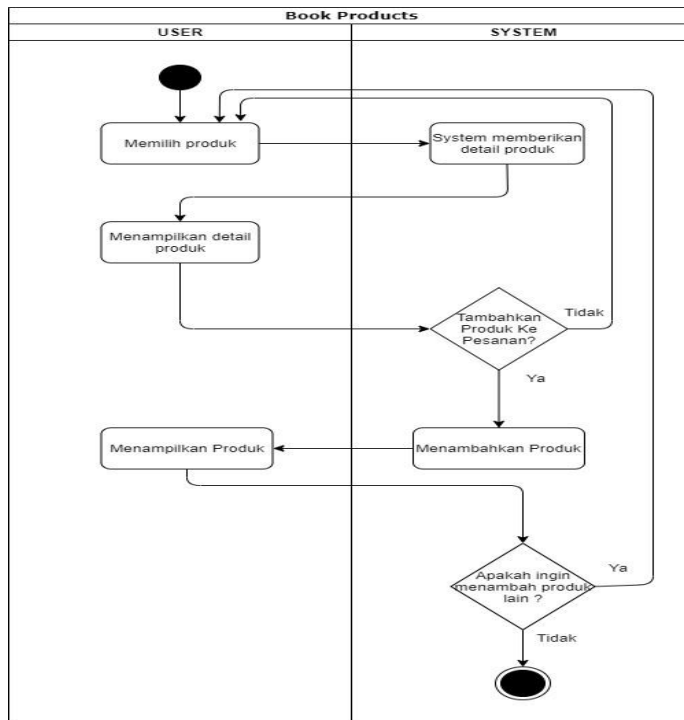 Book Products
USER
SYSTEM
Memilih produk
System memberikan
detail produk
Menampilkan detail
produk
Tambahkan
Produk Ke
Pesanan?
Tidak
Ya
Menampilkan Produk
Menambahkan Produk
Apakah ingin
menambah produk
lain ?
Ya
Tidak